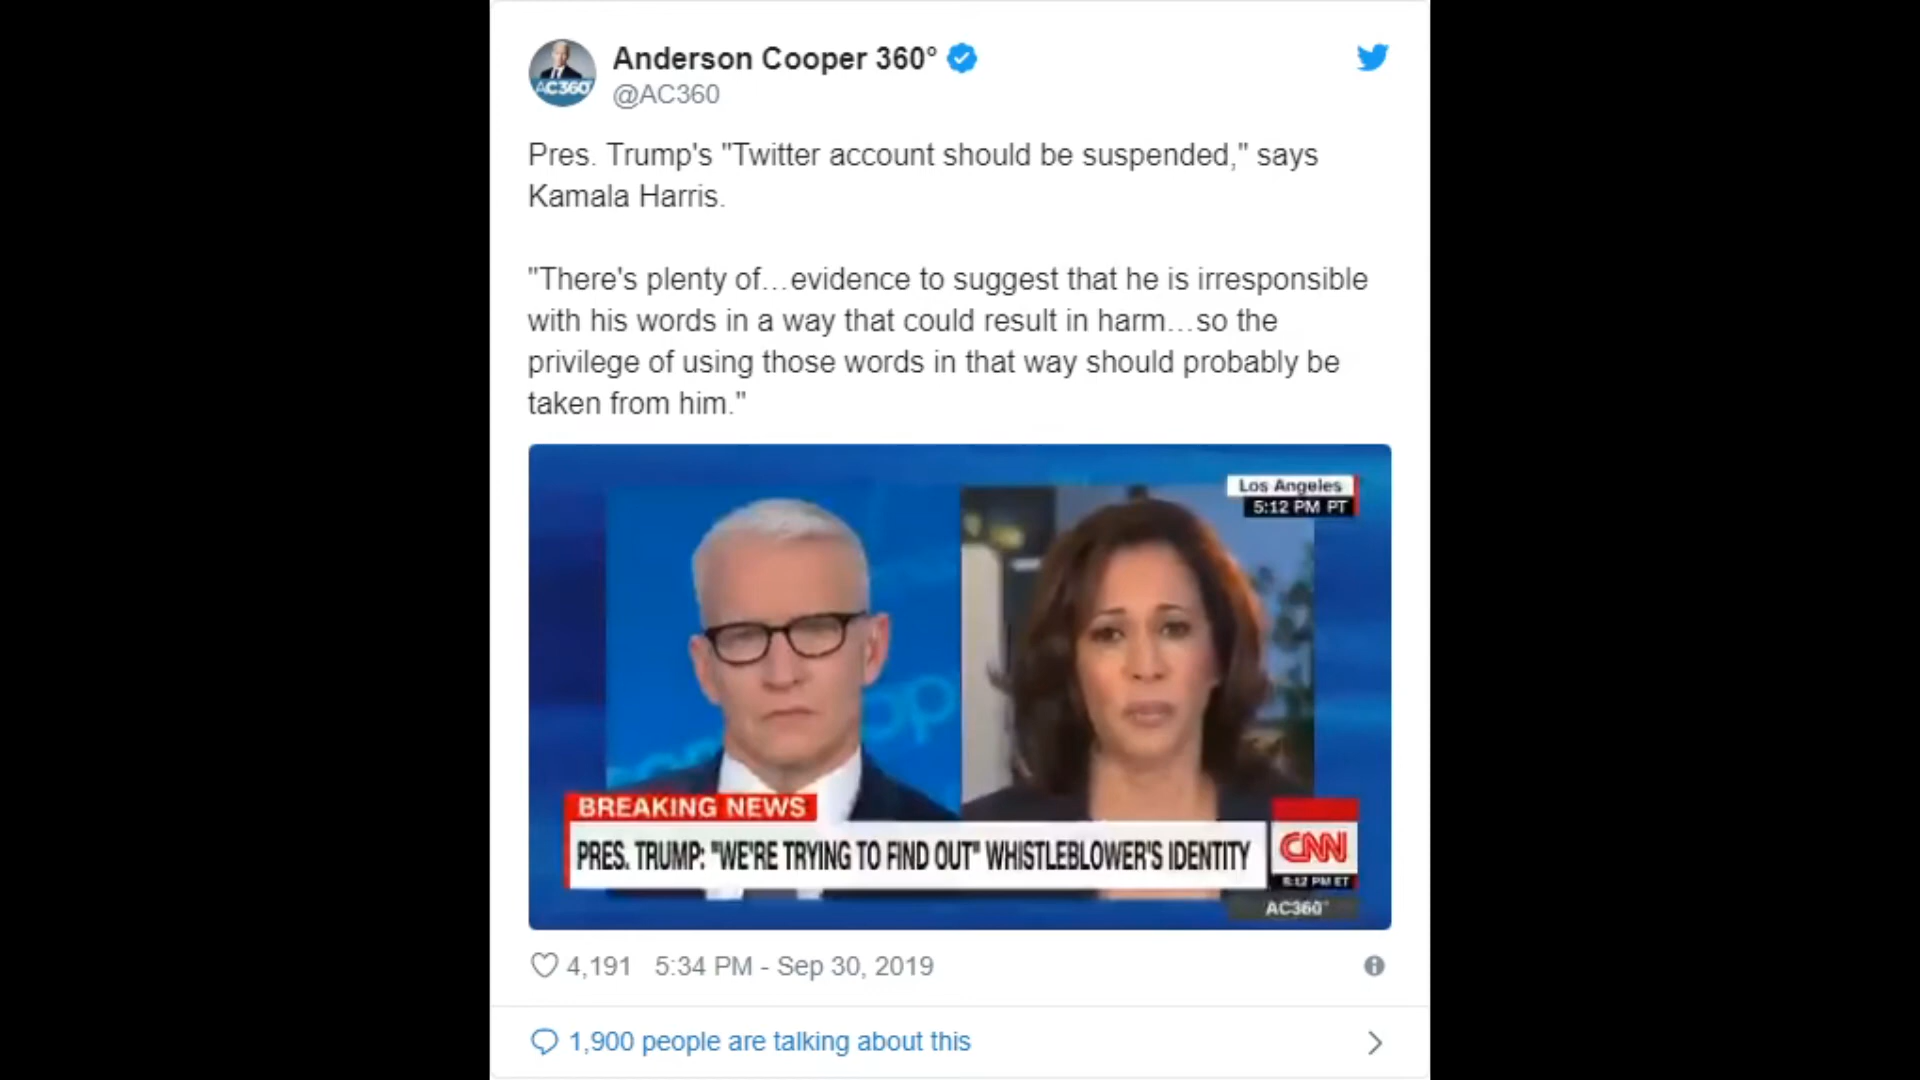 Anderson Cooper 360°
@AC360
AC360°
Pres. Trump's "Twitter account should be suspended," says
Kamala Harris.
"There's plenty of…evidence to suggest that he is irresponsible
with his words in a way that could result in harm…so the
privilege of using those words in that way should probably be
taken from him."
Los Angeles
5:12 PM PT
BREAKING NEWS
PRES. TRUMP: "WE'RE TRYING TO FIND OUT" WHISTLEBLOWER'S IDENTITY
CNN
8:12 PM ET
AC360°
4,191 5:34 PM - Sep 30, 2019
1,900 people are talking about this